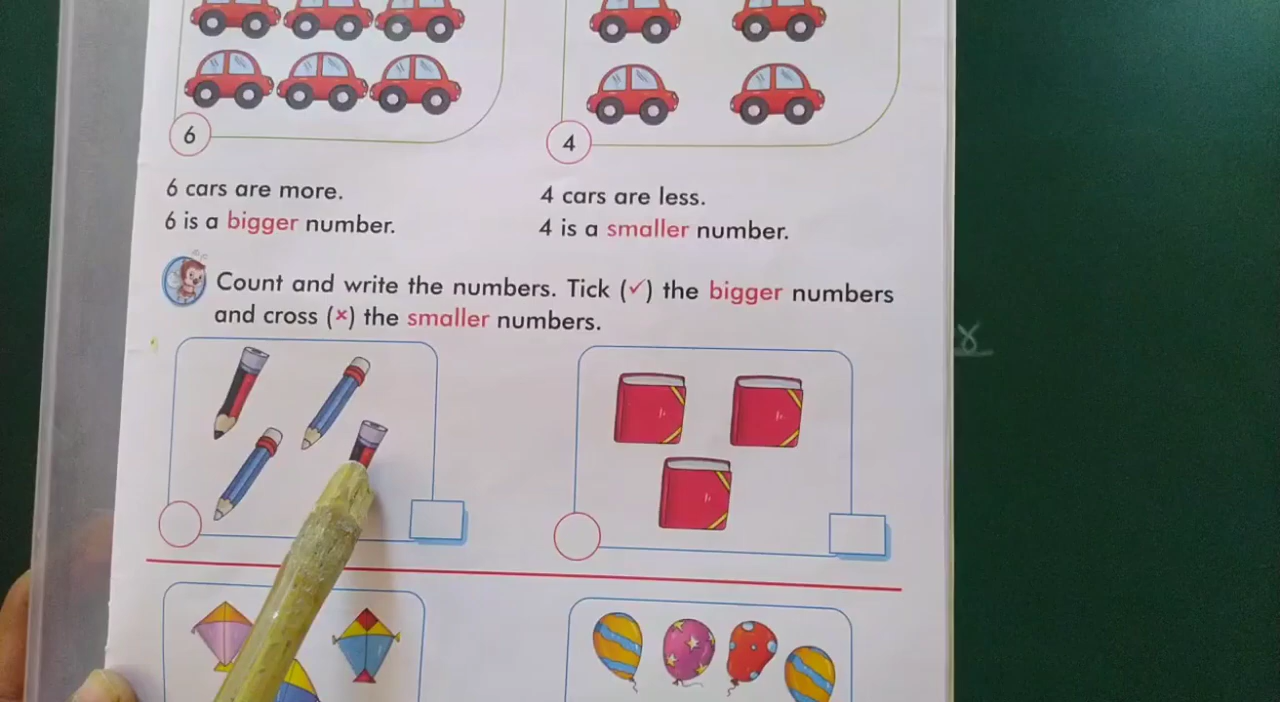 6
4
6 cars are more.
6 is a bigger number.
4 cars are less.
4 is a smaller number.
Count and write the numbers. Tick (✓) the bigger numbers
and cross (×) the smaller numbers.